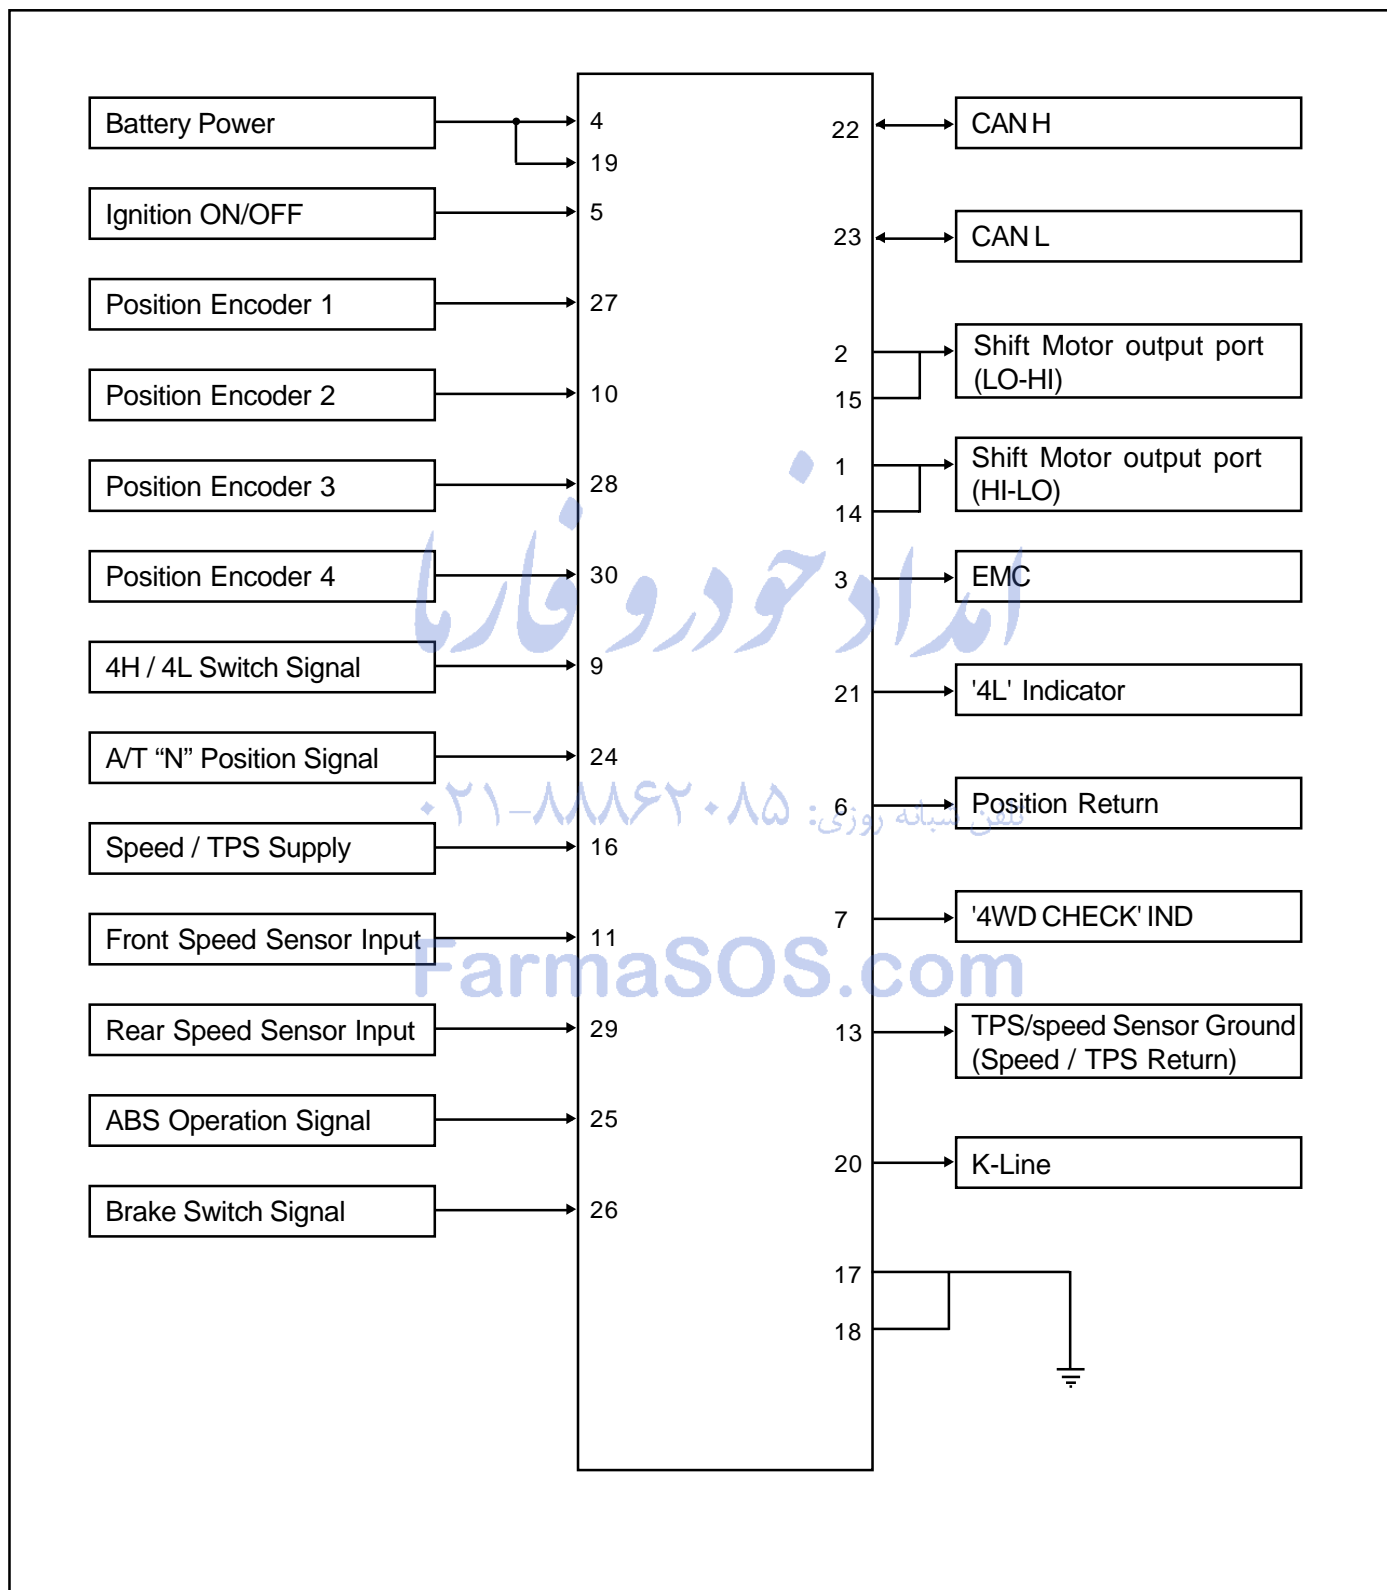 Battery Power
4
19
Ignition ON/OFF
5
Position Encoder 1
27
Position Encoder 2
10
Position Encoder 3
28
Position Encoder 4
30
4H / 4L Switch Signal
9
A/T “N” Position Signal
24
Speed / TPS Supply
16
Front Speed Sensor Input
11
Rear Speed Sensor Input
29
ABS Operation Signal
25
Brake Switch Signal
26
22
CAN H
23
CAN L
2
15
Shift Motor output port
(LO-HI)
1
14
Shift Motor output port
(HI-LO)
3
EMC
21
'4L' Indicator
6
Position Return
7
'4WD CHECK' IND
13
TPS/speed Sensor Ground
(Speed / TPS Return)
20
K-Line
17
18
امداد خودرو فارما
تلفن شبانه روزی: ۰۲۱-۸۸۸۶۲۰۸۵
FarmaSOS.com